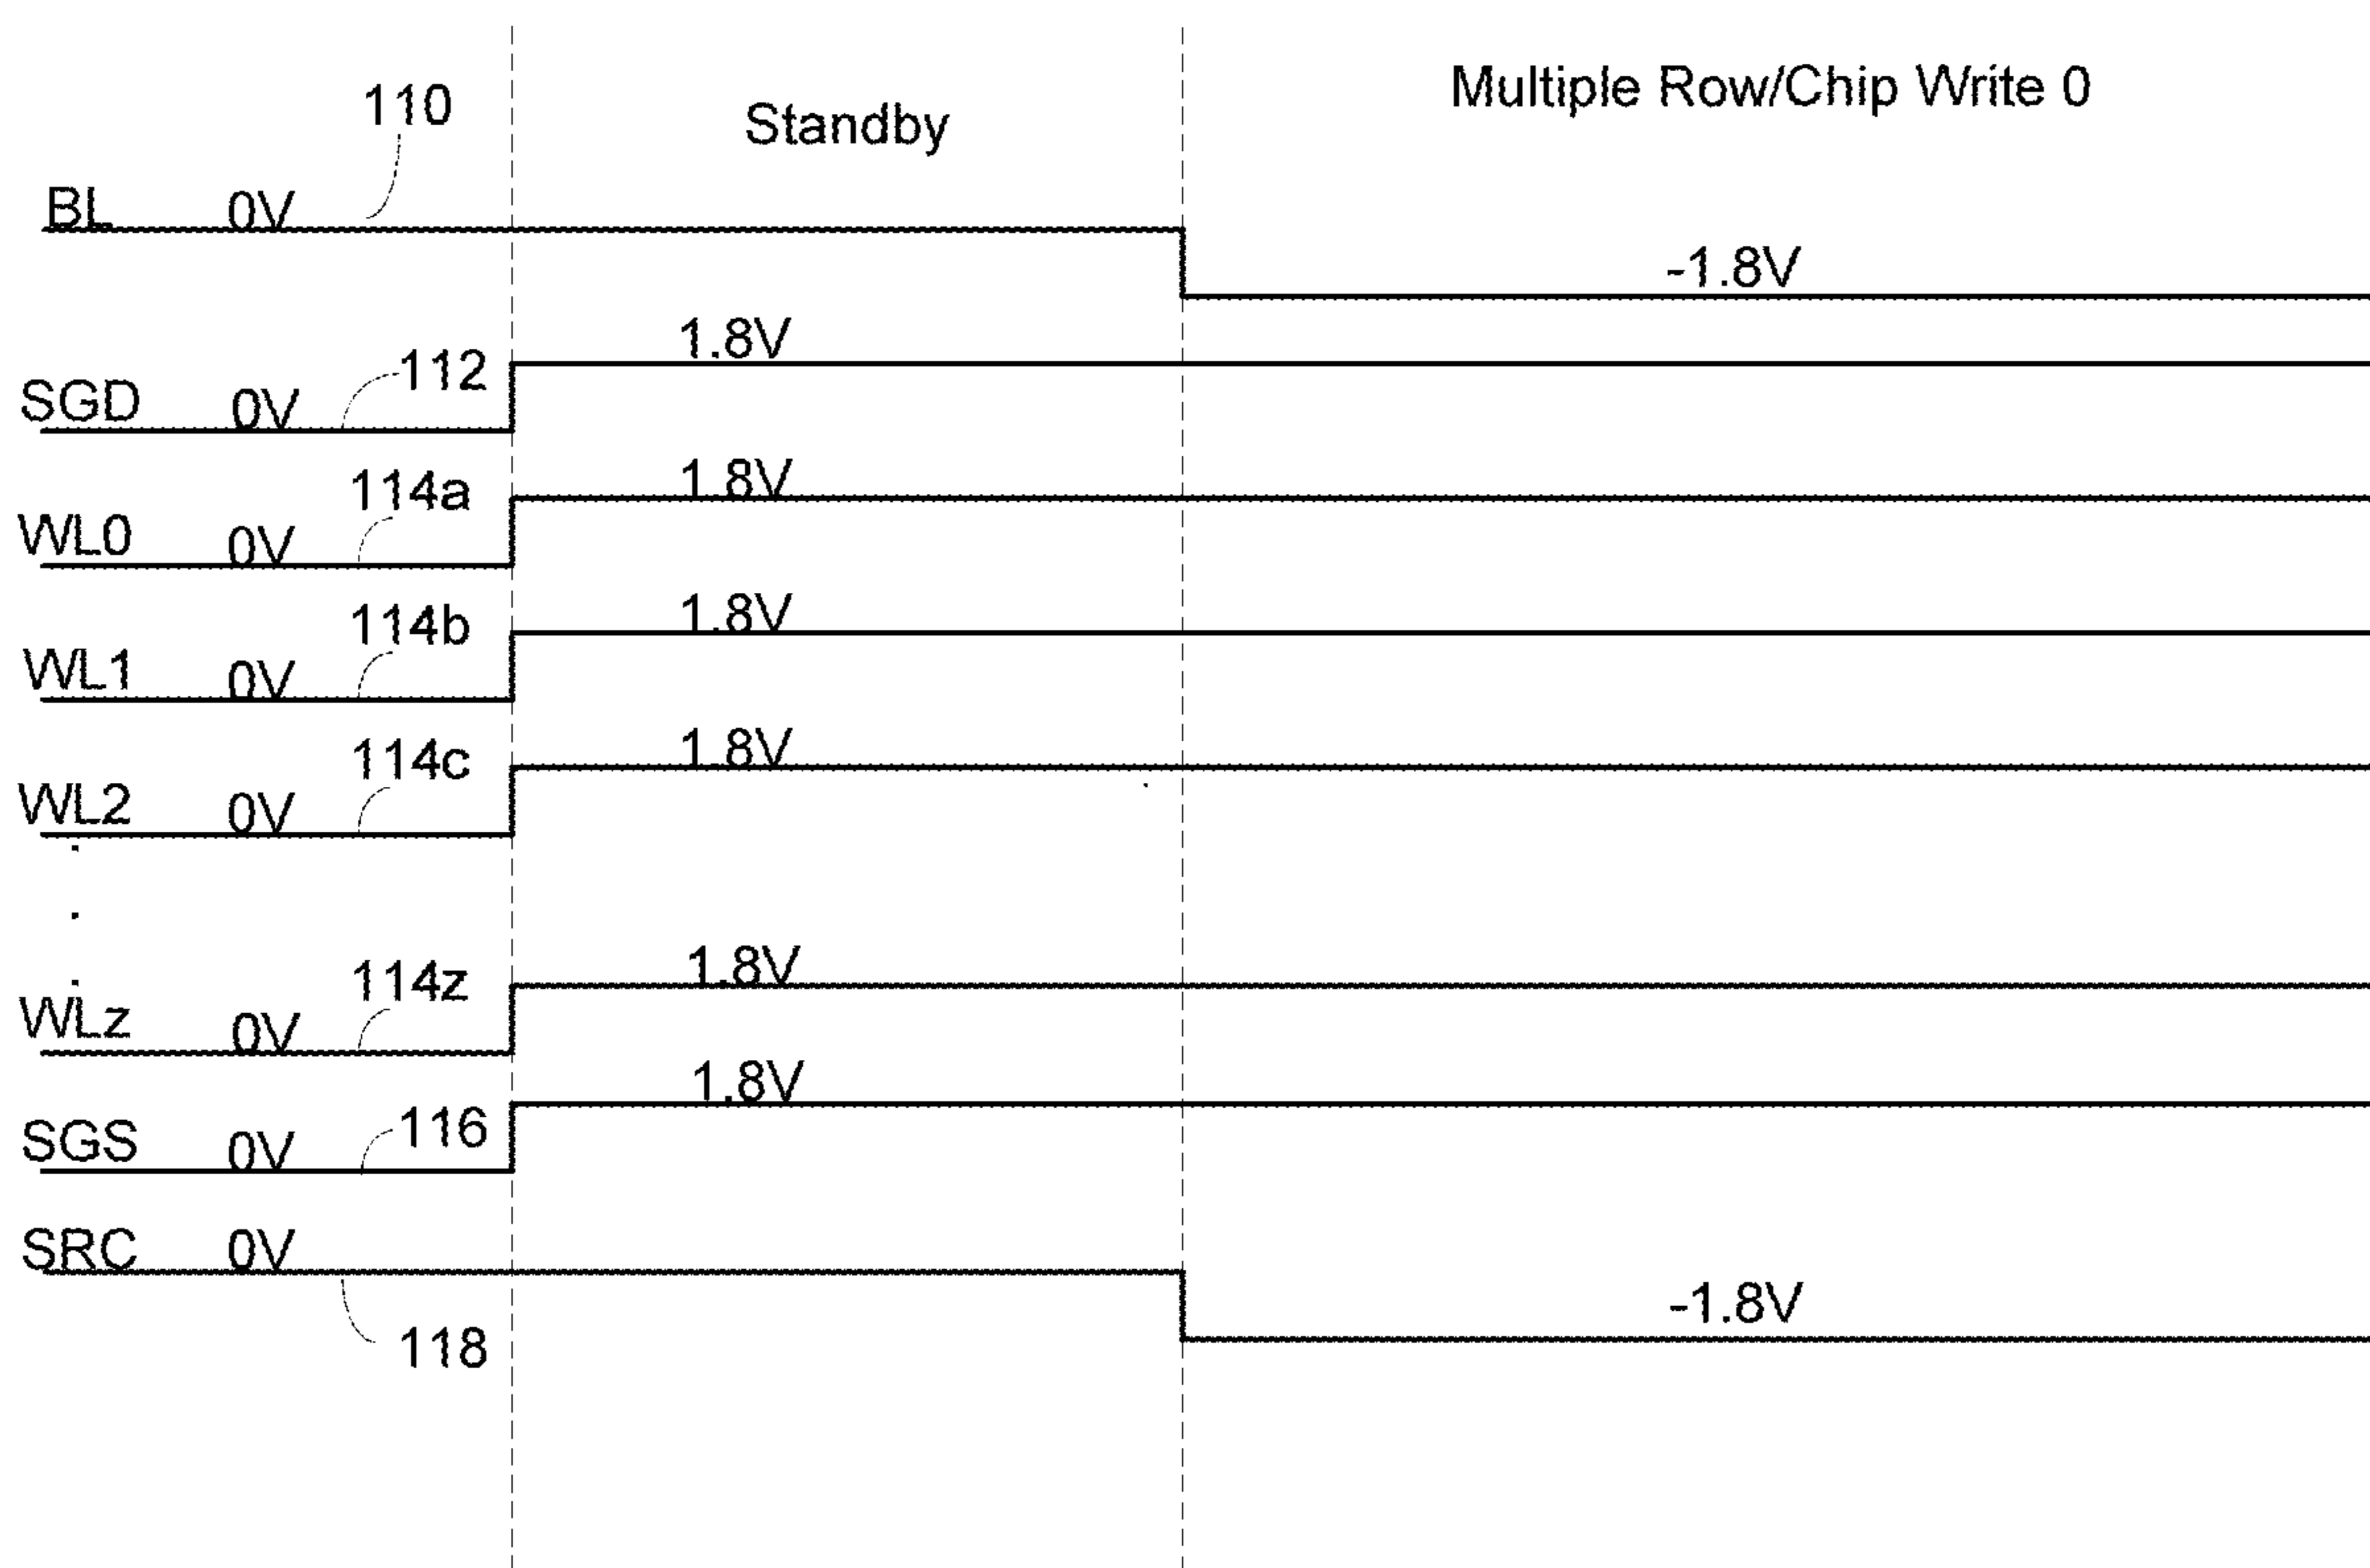 Multiple Row/Chip Write 0
110
Standby
BL 0V
-1.8V
1.8V
112
SGD 0V
1.8V
114a
WL0 0V
1.8V
114b
WL1 0V
1.8V
114c
WL2 0V
.
.
.
1.8V
114z
WLz 0V
1.8V
116
SGS 0V
SRC 0V
-1.8V
118